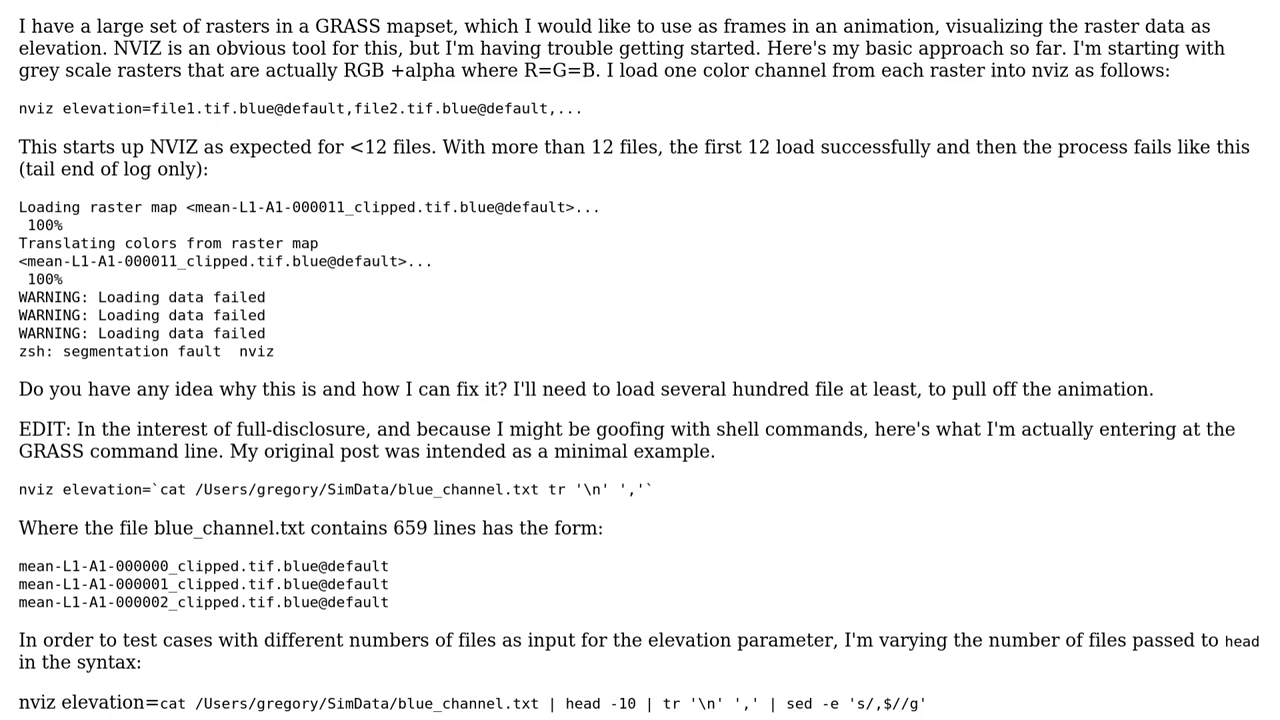 I have a large set of rasters in a GRASS mapset, which I would like to use as frames in an animation, visualizing the raster data as
elevation. NVIZ is an obvious tool for this, but I'm having trouble getting started. Here's my basic approach so far. I'm starting with
grey scale rasters that are actually RGB +alpha where R=G=B. I load one color channel from each raster into nviz as follows:
nviz elevation=file1.tif.blue@default,file2.tif.blue@default,...
This starts up NVIZ as expected for <12 files. With more than 12 files, the first 12 load successfully and then the process fails like this
(tail end of log only):
Loading raster map <mean-L1-A1-000011_clipped.tif.blue@default>...
100%
Translating colors from raster map
<mean-L1-A1-000011_clipped.tif.blue@default>...
100%
WARNING: Loading data failed
WARNING: Loading data failed
WARNING: Loading data failed
zsh: segmentation fault  nviz
Do you have any idea why this is and how I can fix it? I'll need to load several hundred file at least, to pull off the animation.
EDIT: In the interest of full-disclosure, and because I might be goofing with shell commands, here's what I'm actually entering at the
GRASS command line. My original post was intended as a minimal example.
nviz elevation=`cat /Users/gregory/SimData/blue_channel.txt tr '\n' ','`
Where the file blue_channel.txt contains 659 lines has the form:
mean-L1-A1-000000_clipped.tif.blue@default
mean-L1-A1-000001_clipped.tif.blue@default
mean-L1-A1-000002_clipped.tif.blue@default
In order to test cases with different numbers of files as input for the elevation parameter, I'm varying the number of files passed to head
in the syntax:
nviz elevation=cat /Users/gregory/SimData/blue_channel.txt | head -10 | tr '\n' ',' | sed -e 's/,$//g'